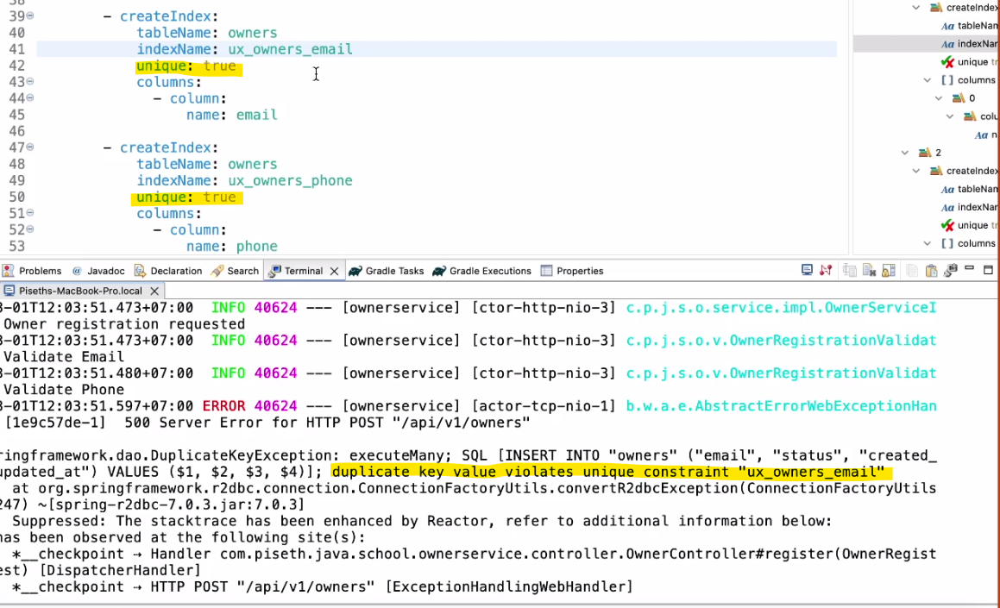 39 - createIndex:
40 tableName: owners
41 indexName: ux_owners_email
42 unique: true
43 columns:
44 - column:
45 name: email
46
47 - createIndex:
48 tableName: owners
49 indexName: ux_owners_phone
50 unique: true
51 columns:
52 - column:
53 name: phone
createIndex
Aa tableNam
Aa indexNar
unique tr
[ ] columns
0
colu
Aa n
2
createIndex
Aa tableNam
Aa indexNar
unique tr
[ ] columns
Problems @ Javadoc Declaration Search Terminal Gradle Tasks Gradle Executions Properties
Piseths-MacBook-Pro.local
3-01T12:03:51.473+07:00 INFO 40624 --- [ownerservice] [ctor-http-nio-3] c.p.j.s.o.service.impl.OwnerServiceI
Owner registration requested
3-01T12:03:51.473+07:00 INFO 40624 --- [ownerservice] [ctor-http-nio-3] c.p.j.s.o.v.OwnerRegistrationValidat
Validate Email
3-01T12:03:51.480+07:00 INFO 40624 --- [ownerservice] [ctor-http-nio-3] c.p.j.s.o.v.OwnerRegistrationValidat
Validate Phone
3-01T12:03:51.597+07:00 ERROR 40624 --- [ownerservice] [actor-tcp-nio-1] b.w.a.e.AbstractErrorWebExceptionHan
[1e9c57de-1] 500 Server Error for HTTP POST "/api/v1/owners"
ringframework.dao.DuplicateKeyException: executeMany; SQL [INSERT INTO "owners" ("email", "status", "created_
updated_at") VALUES ($1, $2, $3, $4)]; duplicate key value violates unique constraint "ux_owners_email"
at org.springframework.r2dbc.connection.ConnectionFactoryUtils.convertR2dbcException(ConnectionFactoryUtils
247) ~[spring-r2dbc-7.0.3.jar:7.0.3]
Suppressed: The stacktrace has been enhanced by Reactor, refer to additional information below:
has been observed at the following site(s):
*__checkpoint → Handler com.piseth.java.school.ownerservice.controller.OwnerController#register(OwnerRegist
est) [DispatcherHandler]
*__checkpoint → HTTP POST "/api/v1/owners" [ExceptionHandlingWebHandler]